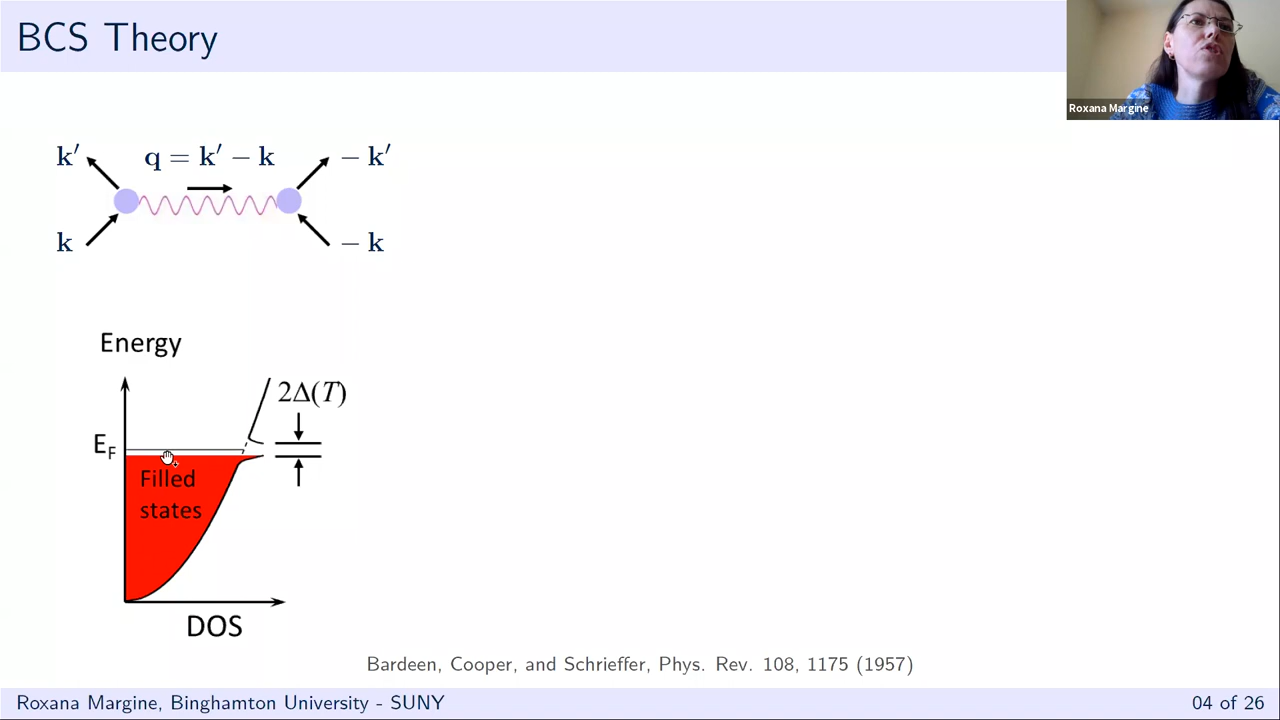 BCS Theory
Roxana Margine
k′ q = k′ − k − k′
k − k
Energy
2Δ(T)
E_F
Filled
states
DOS
Bardeen, Cooper, and Schrieffer, Phys. Rev. 108, 1175 (1957)
Roxana Margine, Binghamton University - SUNY 04 of 26